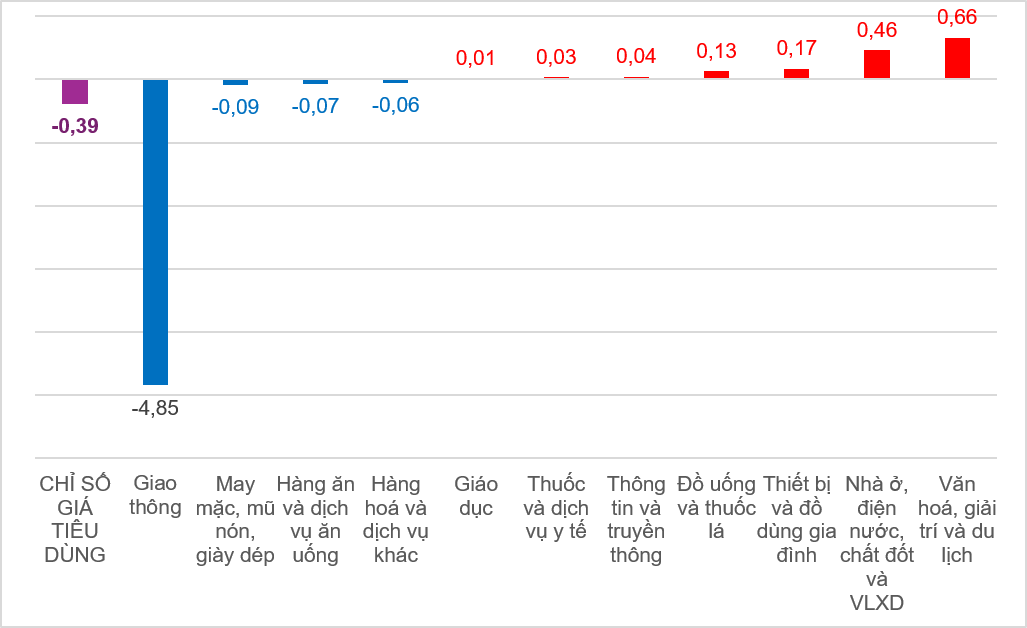 0,66
0,46
0,17
0,13
0,04
0,03
0,01
-0,39
-0,09
-0,07
-0,06
-4,85
CHỈ SỐ
GIÁ
TIÊU
DÙNG
Giao
thông
May
mặc, mũ
nón,
giày dép
Hàng ăn
và dịch
vụ ăn
uống
Hàng
hoá và
dịch vụ
khác
Giáo
dục
Thuốc
và dịch
vụ y tế
Thông
tin và
truyền
thông
Đồ uống
và thuốc
lá
Thiết bị
và đồ
dùng gia
đình
Nhà ở,
điện
nước,
chất đốt
và
VLXD
Văn
hoá, giải
trí và du
lịch